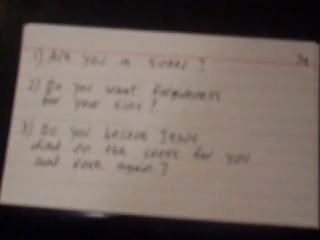 1) Are you a sinner?
2) Do you want forgiveness
for your sins?
3) Do you believe Jesus
died on the cross for you
and rose again?